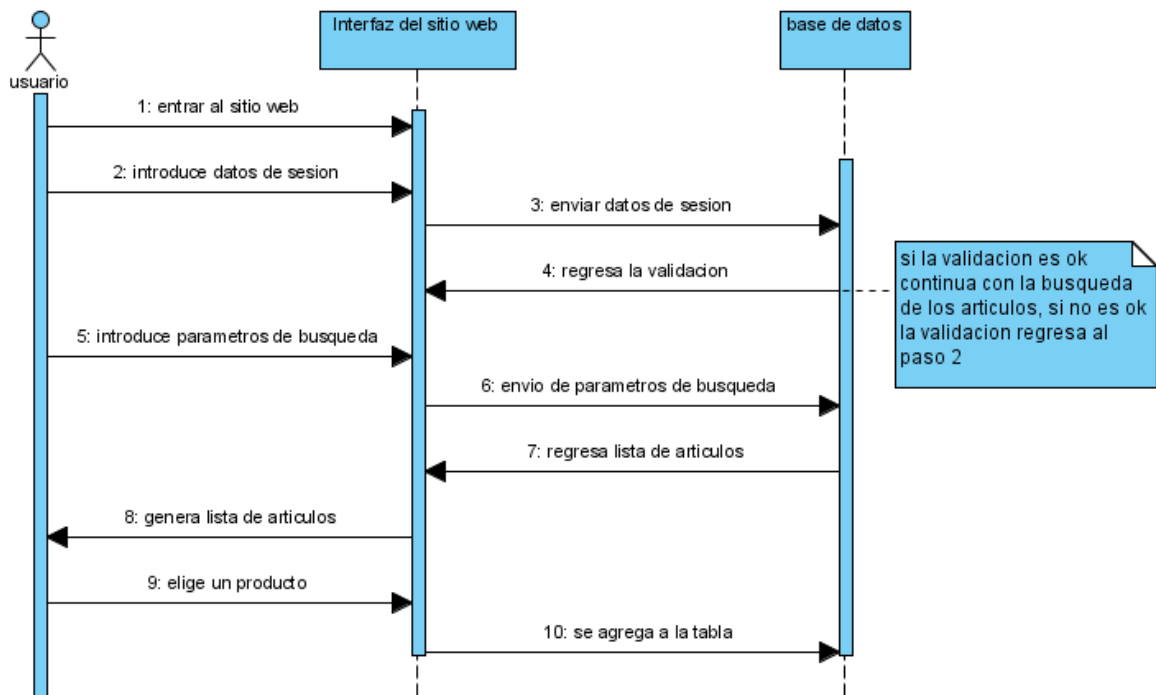 Interfaz del sitio web
base de datos
usuario
1: entrar al sitio web
2: introduce datos de sesion
3: enviar datos de sesion
4: regresa la validacion
si la validacion es ok
continua con la busqueda
de los articulos, si no es ok
la validacion regresa al
paso 2
5: introduce parametros de busqueda
6: envio de parametros de busqueda
7: regresa lista de articulos
8: genera lista de articulos
9: elige un producto
10: se agrega a la tabla